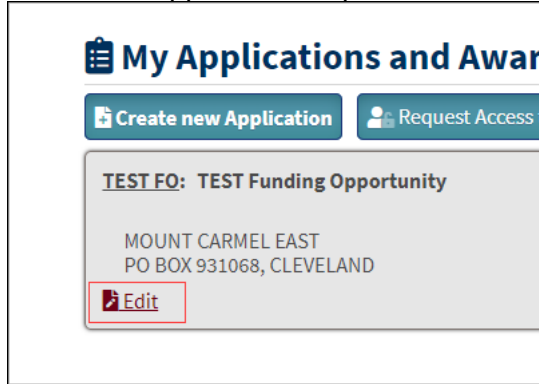 My Applications and Awar
Create new Application
Request Access
TEST FO: TEST Funding Opportunity
MOUNT CARMEL EAST
PO BOX 931068, CLEVELAND
Edit